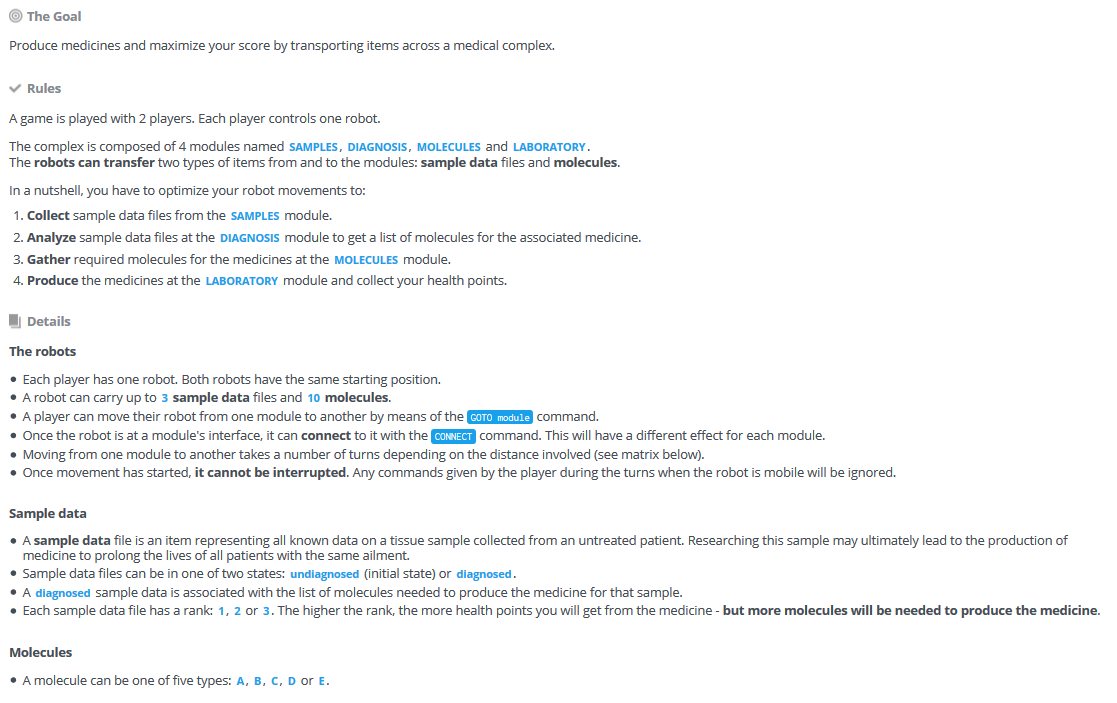 The Goal
Produce medicines and maximize your score by transporting items across a medical complex.
Rules
A game is played with 2 players. Each player controls one robot.
The complex is composed of 4 modules named SAMPLES, DIAGNOSIS, MOLECULES and LABORATORY.
The robots can transfer two types of items from and to the modules: sample data files and molecules.
In a nutshell, you have to optimize your robot movements to:
1. Collect sample data files from the SAMPLES module.
2. Analyze sample data files at the DIAGNOSIS module to get a list of molecules for the associated medicine.
3. Gather required molecules for the medicines at the MOLECULES module.
4. Produce the medicines at the LABORATORY module and collect your health points.
Details
The robots
• Each player has one robot. Both robots have the same starting position.
• A robot can carry up to 3 sample data files and 10 molecules.
• A player can move their robot from one module to another by means of the GOTO module command.
• Once the robot is at a module's interface, it can connect to it with the CONNECT command. This will have a different effect for each module.
• Moving from one module to another takes a number of turns depending on the distance involved (see matrix below).
• Once movement has started, it cannot be interrupted. Any commands given by the player during the turns when the robot is mobile will be ignored.
Sample data
• A sample data file is an item representing all known data on a tissue sample collected from an untreated patient. Researching this sample may ultimately lead to the production of
medicine to prolong the lives of all patients with the same ailment.
• Sample data files can be in one of two states: undiagnosed (initial state) or diagnosed.
• A diagnosed sample data is associated with the list of molecules needed to produce the medicine for that sample.
• Each sample data file has a rank: 1, 2 or 3. The higher the rank, the more health points you will get from the medicine - but more molecules will be needed to produce the medicine.
Molecules
• A molecule can be one of five types: A, B, C, D or E.